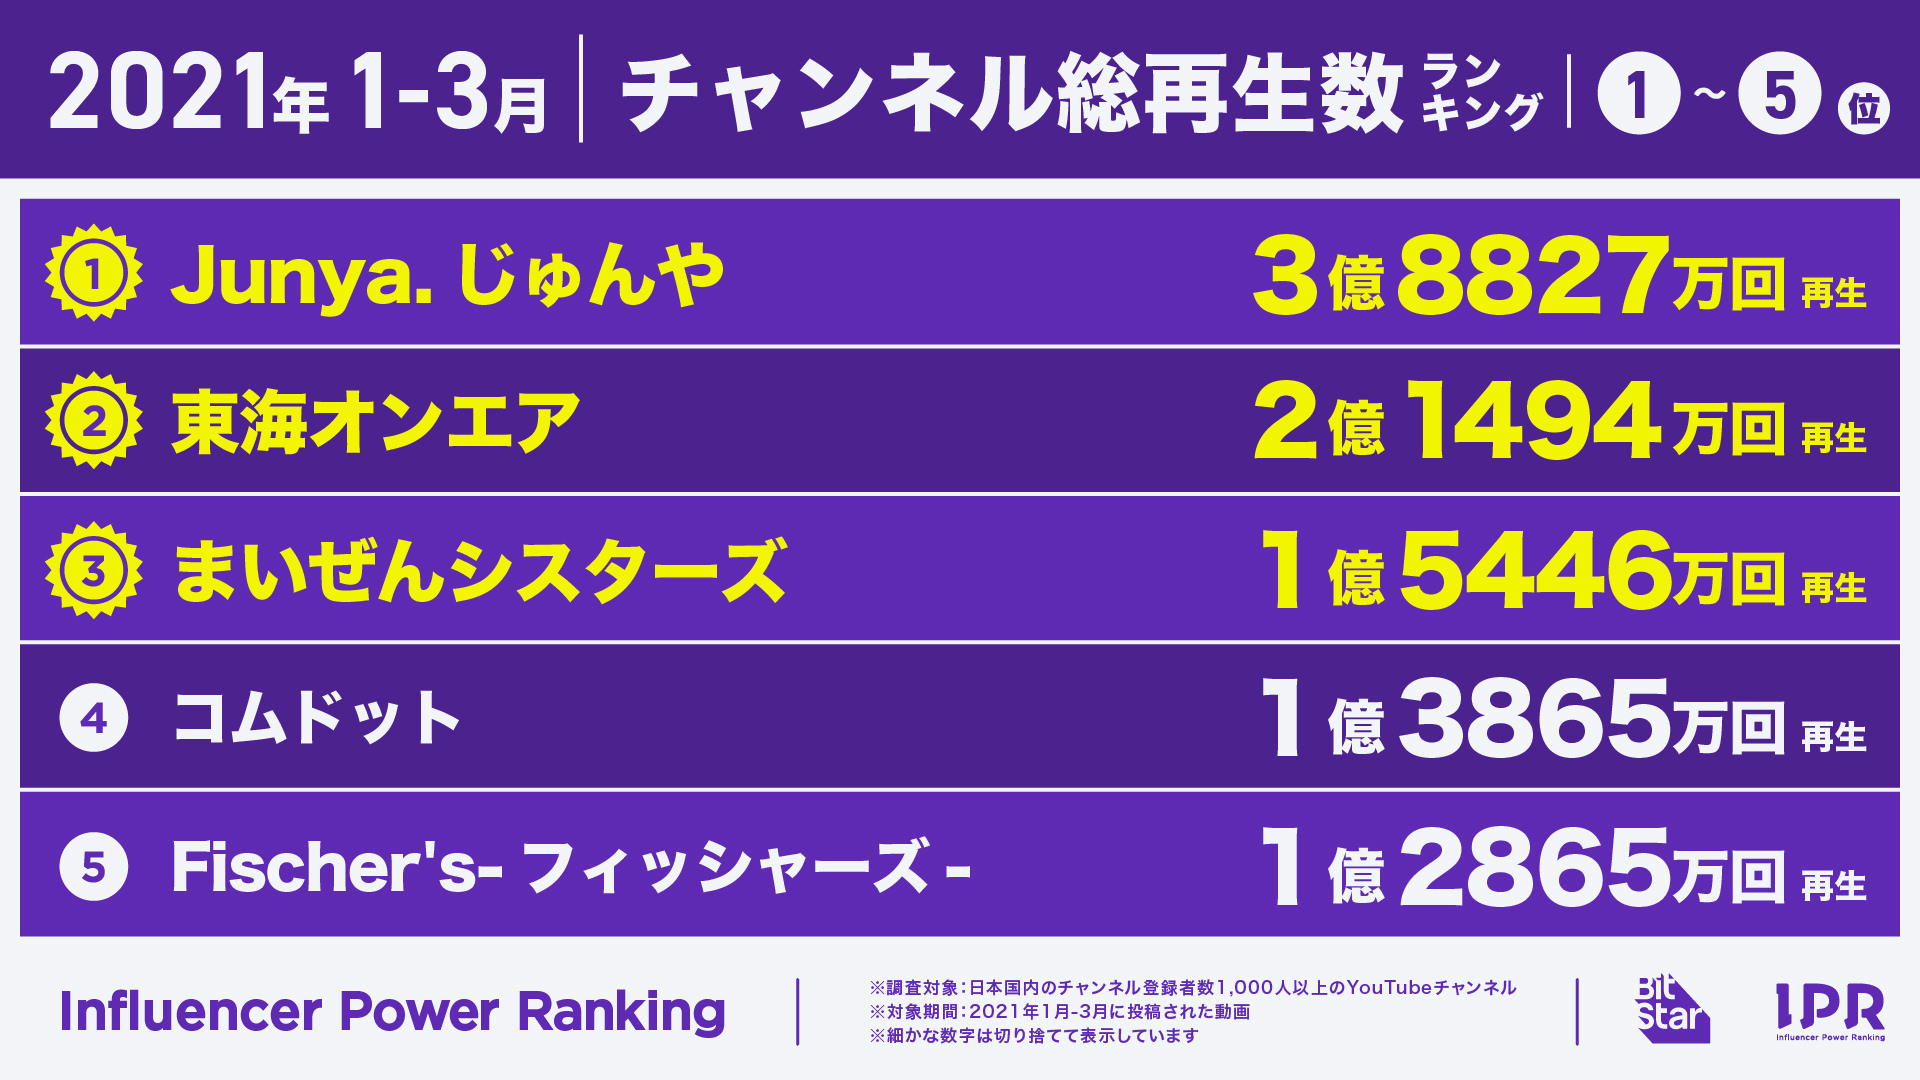 2021年 1-3月 チャンネル総再生数 ランキング 1～5位
1 Junya.じゅんや 3億8827万回 再生
2 東海オンエア 2億1494万回 再生
3 まいぜんシスターズ 1億5446万回 再生
4 コムドット 1億3865万回 再生
5 Fischer's-フィッシャーズ- 1億2865万回 再生
Influencer Power Ranking
※調査対象：日本国内のチャンネル登録者数1,000人以上のYouTubeチャンネル
※対象期間：2021年1月-3月に投稿された動画
※細かな数字は切り捨てて表示しています
Bit
Star
IPR
Influencer Power Ranking